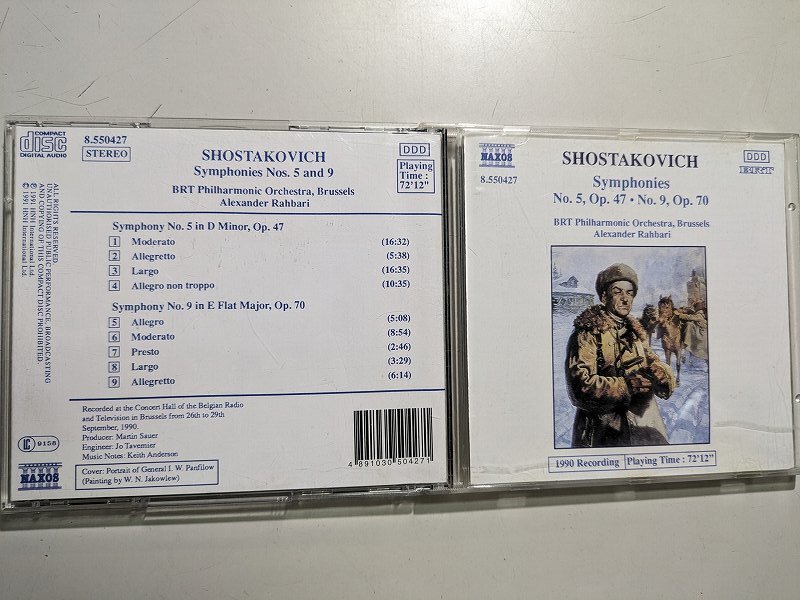 COMPACT
disc
DIGITAL AUDIO
8.550427
STEREO
DDD
Playing
Time :
72'12"
SHOSTAKOVICH
Symphonies Nos. 5 and 9
BRT Philharmonic Orchestra, Brussels
Alexander Rahbari
Symphony No. 5 in D Minor, Op. 47
1 Moderato (16:32)
2 Allegretto (5:38)
3 Largo (16:35)
4 Allegro non troppo (10:35)
Symphony No. 9 in E Flat Major, Op. 70
5 Allegro (5:08)
6 Moderato (8:54)
7 Presto (2:46)
8 Largo (3:29)
9 Allegretto (6:14)
Recorded at the Concert Hall of the Belgian Radio
and Television in Brussels from 26th to 29th
September, 1990.
Producer: Martin Sauer
Engineer: Jo Tavernier
Music Notes: Keith Anderson
Cover: Portrait of General J. W. Panfilow
(Painting by W. N. Jakowlew)
4 891030 504271
LC 9158
NAXOS
ALL RIGHTS RESERVED.
UNAUTHORISED PUBLIC PERFORMANCE, BROADCASTING
AND COPYING OF THIS COMPACT DISC PROHIBITED.
℗ 1991 HNH International Ltd.
© 1991 HNH International Ltd.
NAXOS
8.550427
DDD
BRT
SHOSTAKOVICH
Symphonies
No. 5, Op. 47 • No. 9, Op. 70
BRT Philharmonic Orchestra, Brussels
Alexander Rahbari
1990 Recording
Playing Time : 72'12"